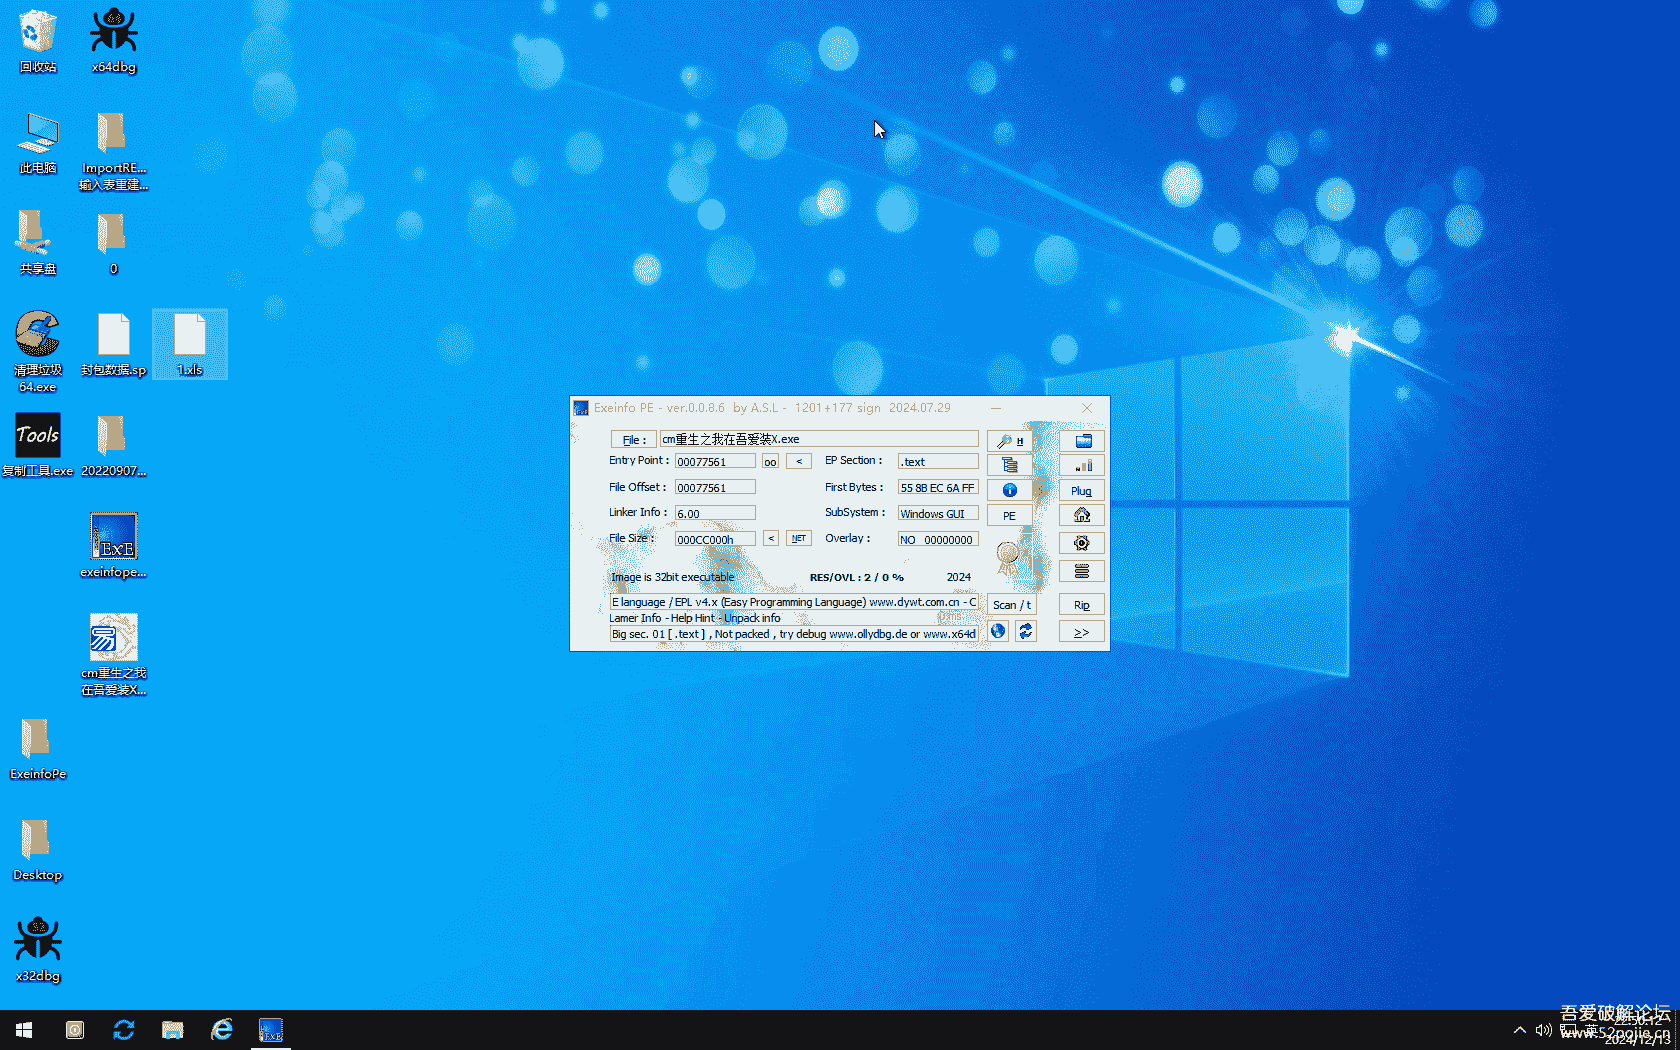 回收站
x64dbg
此电脑
ImportRE...
输入表重建...
共享盘
0
清理垃圾
64.exe
封包数据.sp
1.xls
Tools
复制工具.exe
20220907...
ExE
exeinfope...
cm重生之我
在吾爱装X...
ExeinfoPe
Desktop
x32dbg
Exeinfo PE - ver.0.0.8.6 by A.S.L - 1201+177 sign 2024.07.29
File :
cm重生之我在吾爱装X.exe
H
Entry Point :
00077561
oo
<
EP Section :
.text
File Offset :
00077561
First Bytes :
55 8B EC 6A FF
Plug
Linker Info :
6.00
SubSystem :
Windows GUI
PE
File Size :
000CC000h
<
NET
Overlay :
NO 00000000
Image is 32bit executable
RES/OVL : 2 / 0 %
2024
E language / EPL v4.x (Easy Programming Language) www.dywt.com.cn - C
Scan / t
Rip
Lamer Info - Help Hint - Unpack info
Big sec. 01 [ .text ] , Not packed , try debug www.ollydbg.de or www.x64d
>>
吾爱破解论坛
www.52pojie.cn
英
2024/12/13